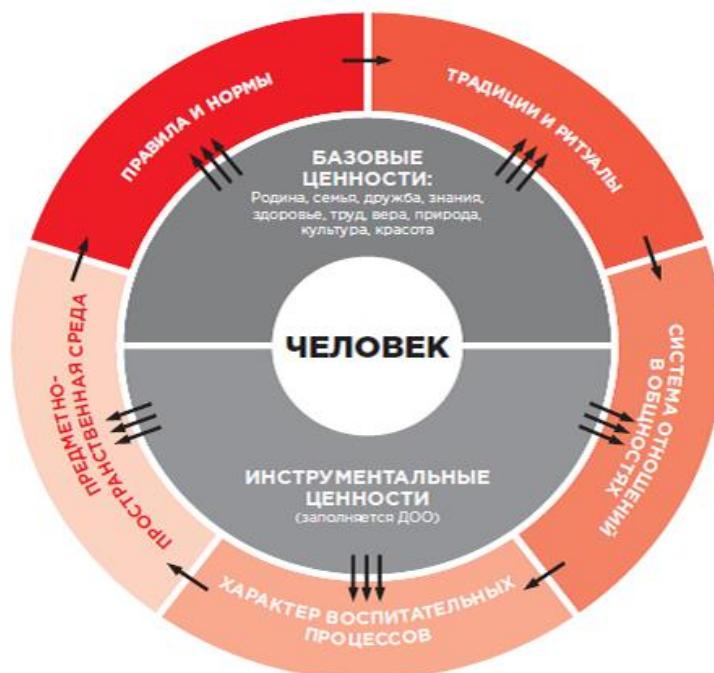 ПРАВИЛА И НОРМЫ
ТРАДИЦИИ И РИТУАЛЫ
БАЗОВЫЕ
ЦЕННОСТИ:
Родина, семья, дружба, знания,
здоровье, труд, вера, природа,
культура, красота
ЧЕЛОВЕК
СИСТЕМА ОТНОШЕНИЙ
В ОБЩНОСТЯХ
ПРЕДМЕТНО-
ПРОСТРАНСТВЕННАЯ СРЕДА
ИНСТРУМЕНТАЛЬНЫЕ
ЦЕННОСТИ
(заполняется ДОО)
ХАРАКТЕР ВОСПИТАТЕЛЬНЫХ
ПРОЦЕССОВ